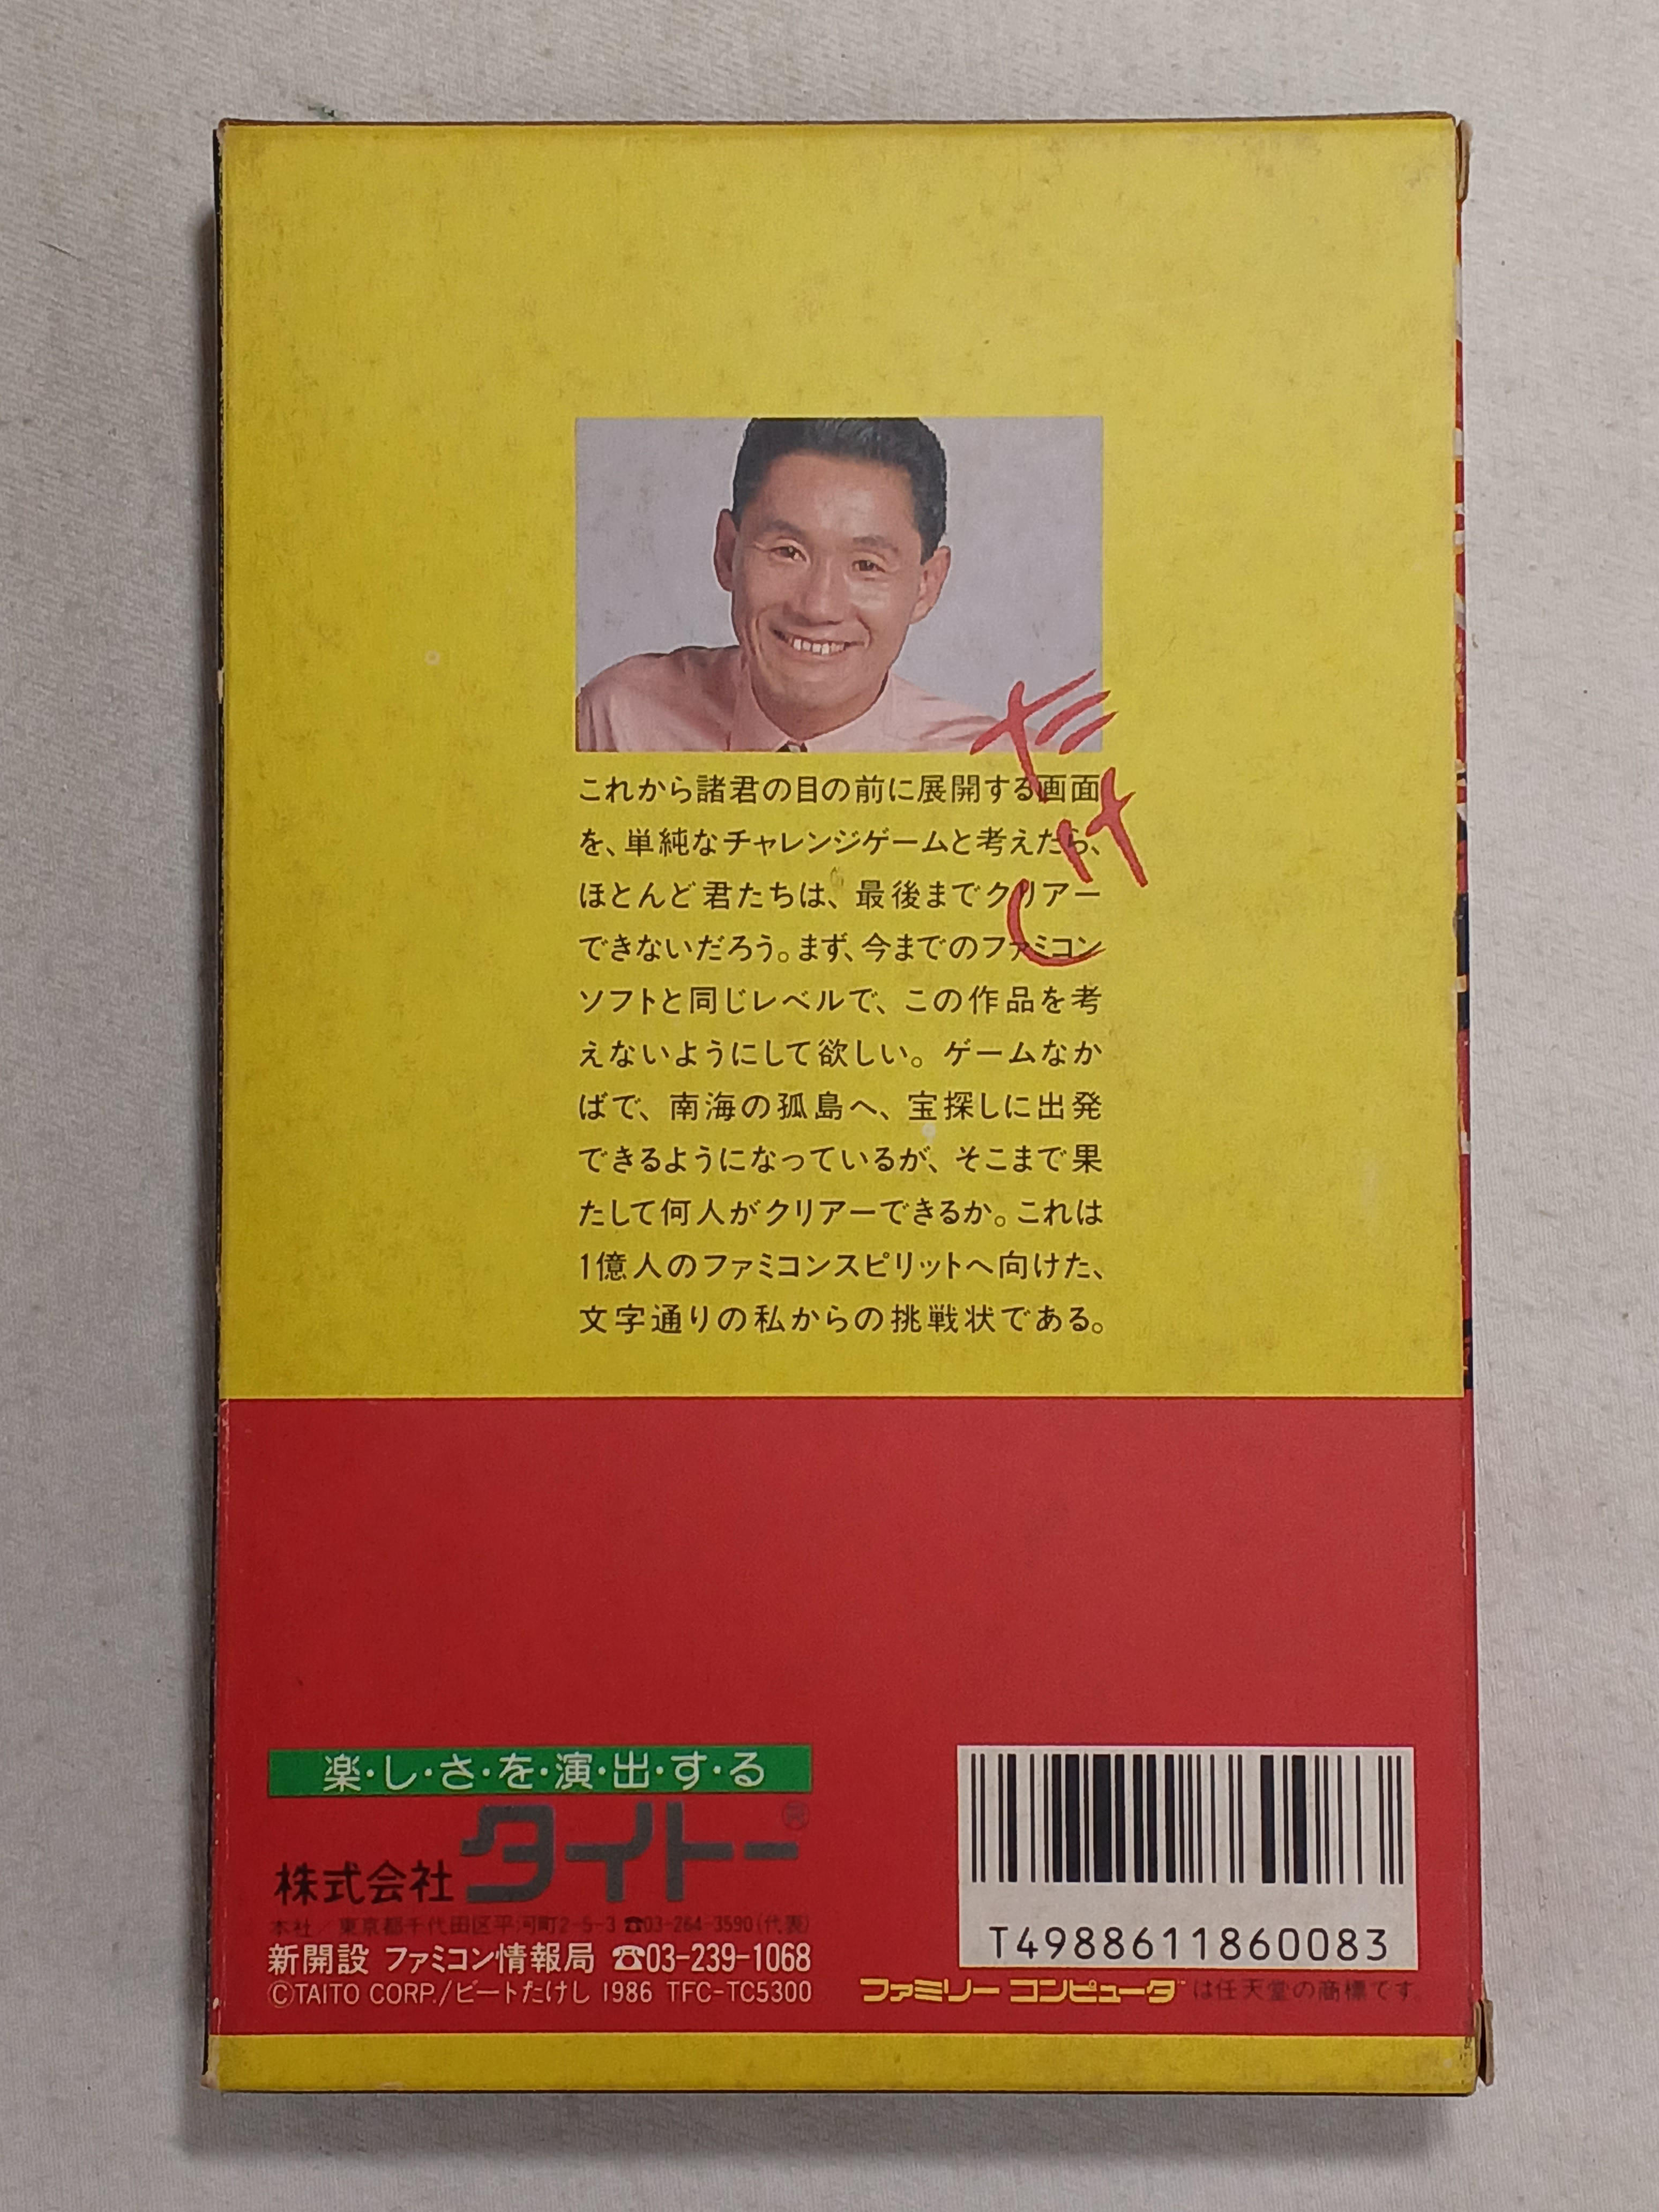 たけし
これから諸君の目の前に展開する画面
を、単純なチャレンジゲームと考えたら、
ほとんど君たちは、最後までクリアー
できないだろう。まず、今までのファミコン
ソフトと同じレベルで、この作品を考
えないようにして欲しい。ゲームなか
ばで、南海の孤島へ、宝探しに出発
できるようになっているが、そこまで果
たして何人がクリアーできるか。これは
1億人のファミコンスピリットへ向けた、
文字通りの私からの挑戦状である。
楽・し・さ・を・演・出・す・る
株式会社タイトー®
本社／東京都千代田区平河町2-5-3 ☎03-264-3590(代表)
新開設 ファミコン情報局 ☎03-239-1068
©TAITO CORP./ビートたけし 1986 TFC-TC5300
T4988611860083
ファミリーコンピュータ™は任天堂の商標です。